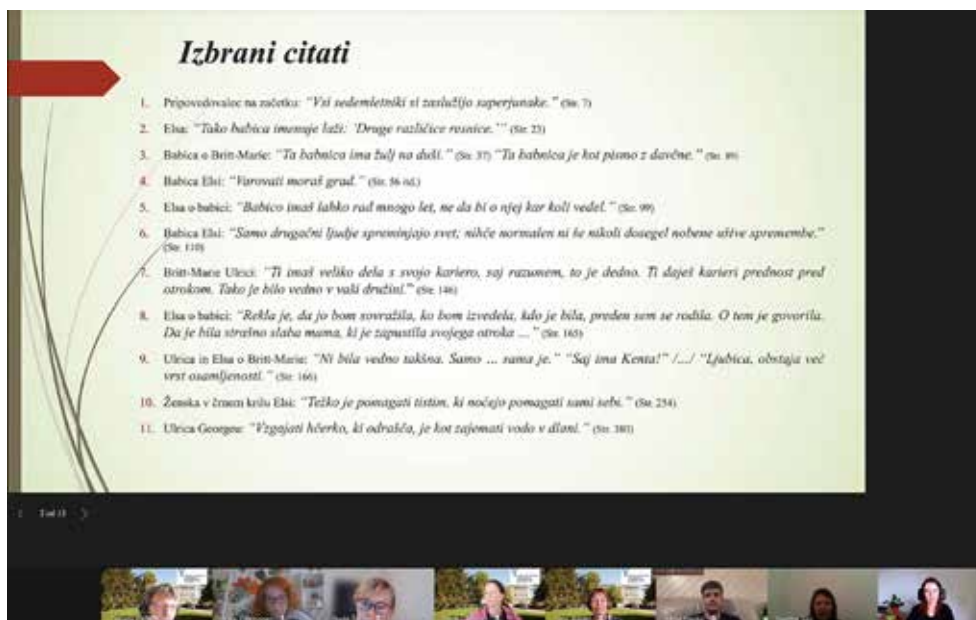 Izbrani citati
1. Pripovedovalec na začetku: "Vsi sedemletniki si zaslužijo superjunake." (Str. 7)
2. Elsa: "Tako babica imenuje laži: 'Druge različice resnice.'" (Str. 23)
3. Babica o Britt-Marie: "Ta babnica ima žulj na duši." (Str. 37) "Ta babnica je kot pismo z davčne." (Str. 89)
4. Babica Elsi: "Varovati moraš grad." (Str. 56 nd.)
5. Elsa o babici: "Babico imaš lahko rad mnogo let, ne da bi o njej kar koli vedel." (Str. 99)
6. Babica Elsi: "Samo drugačni ljudje spreminjajo svet; nihče normalen ni še nikoli dosegel nobene užive spremembe."
(Str. 110)
7. Britt-Marie Ulrici: "Ti imaš veliko dela s svojo kariero, saj razumem, to je dedno. Ti daješ karieri prednost pred
otrokom. Tako je bilo vedno v vaši družini." (Str. 146)
8. Elsa o babici: "Rekla je, da jo bom sovražila, ko bom izvedela, kdo je bila, preden sem se rodila. O tem je govorila.
Da je bila strašno slaba mama, ki je zapustila svojega otroka ..." (Str. 165)
9. Ulrica in Elsa o Britt-Marie: "Ni bila vedno takšna. Samo ... sama je." "Saj ima Kenta!" /.../ "Ljubica, obstaja več
vrst osamljenosti." (Str. 166)
10. Ženska v črnem krilu Elsi: "Težko je pomagati tistim, ki nočejo pomagati sami sebi." (Str. 254)
11. Ulrica Georgeu: "Vzgajati hčerko, ki odrašča, je kot zajemati vodo v dlani." (Str. 380)